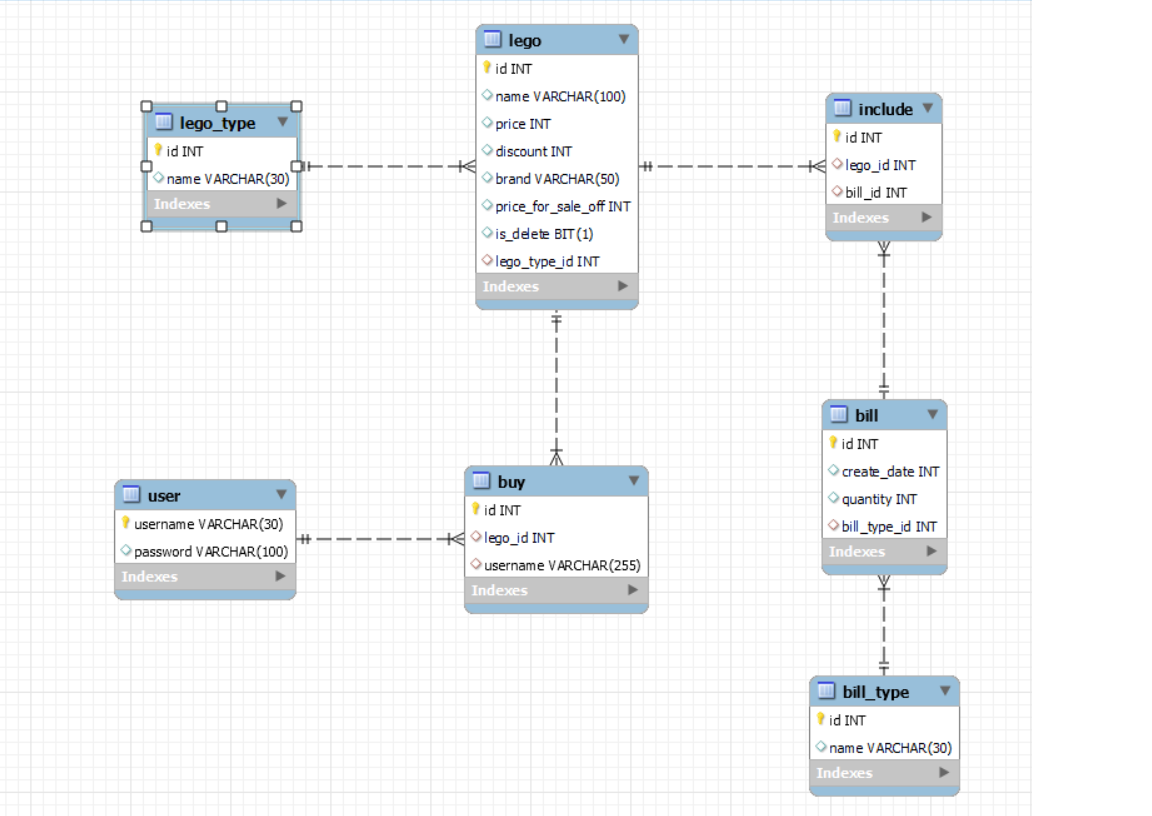 lego
id INT
name VARCHAR(100)
price INT
discount INT
brand VARCHAR(50)
price_for_sale_off INT
is_delete BIT(1)
lego_type_id INT
Indexes
lego_type
id INT
name VARCHAR(30)
Indexes
include
id INT
lego_id INT
bill_id INT
Indexes
user
username VARCHAR(30)
password VARCHAR(100)
Indexes
buy
id INT
lego_id INT
username VARCHAR(255)
Indexes
bill
id INT
create_date INT
quantity INT
bill_type_id INT
Indexes
bill_type
id INT
name VARCHAR(30)
Indexes